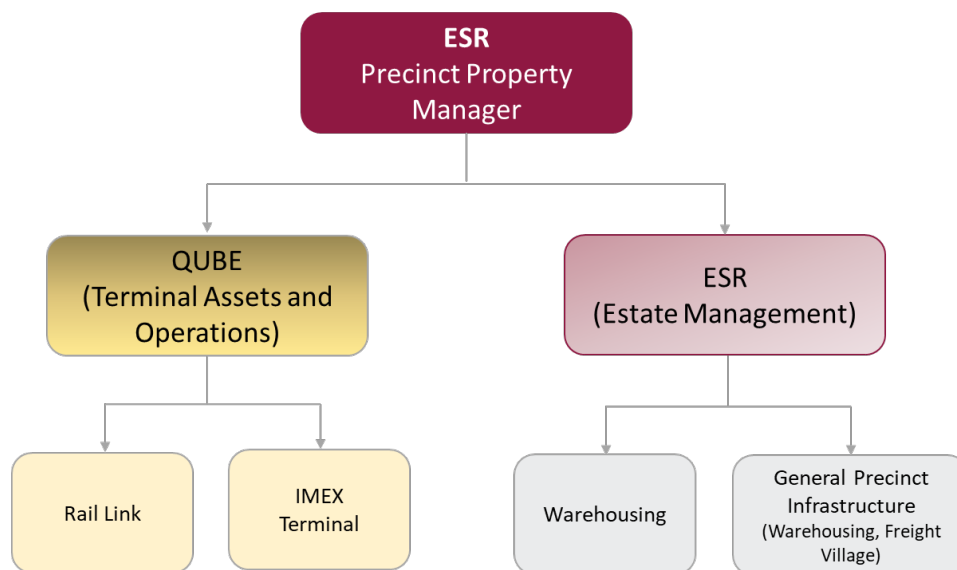 ESR
Precinct Property
Manager
QUBE
(Terminal Assets and
Operations)
ESR
(Estate Management)
Rail Link
IMEX
Terminal
Warehousing
General Precinct
Infrastructure
(Warehousing, Freight
Village)